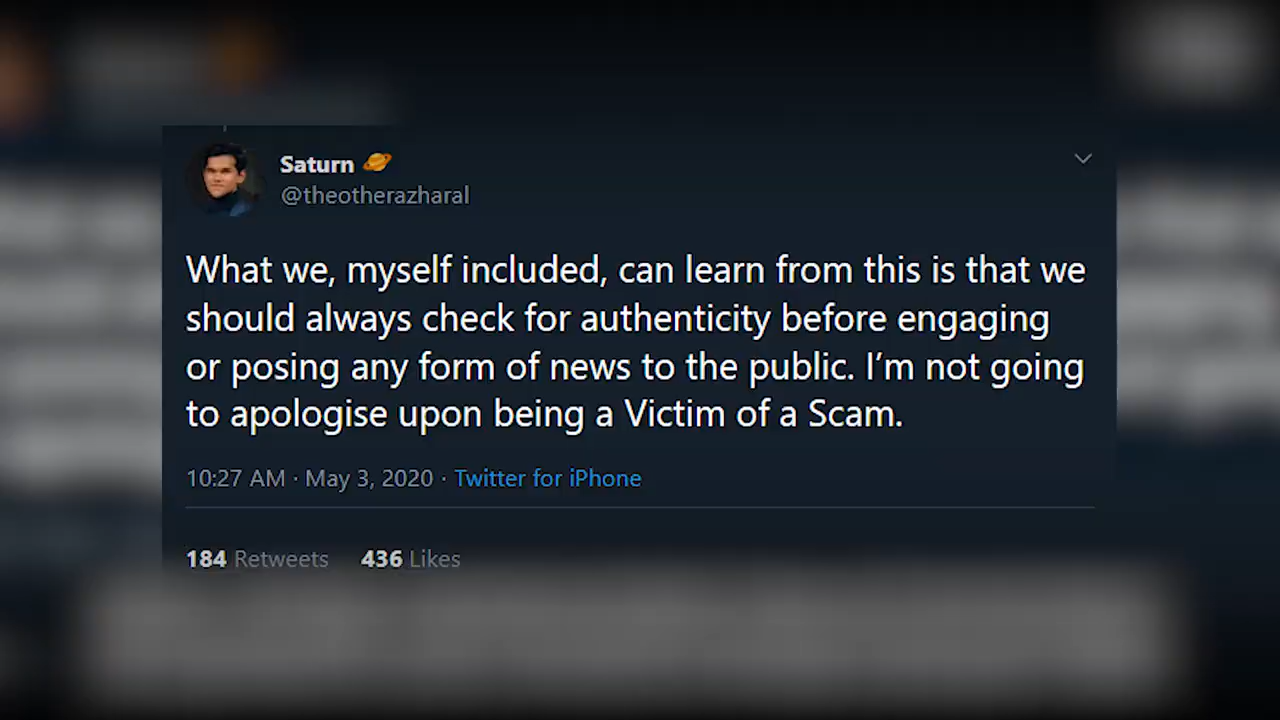 Saturn 🪐
@theotherazharal
What we, myself included, can learn from this is that we
should always check for authenticity before engaging
or posing any form of news to the public. I’m not going
to apologise upon being a Victim of a Scam.
10:27 AM · May 3, 2020 · Twitter for iPhone
184 Retweets 436 Likes